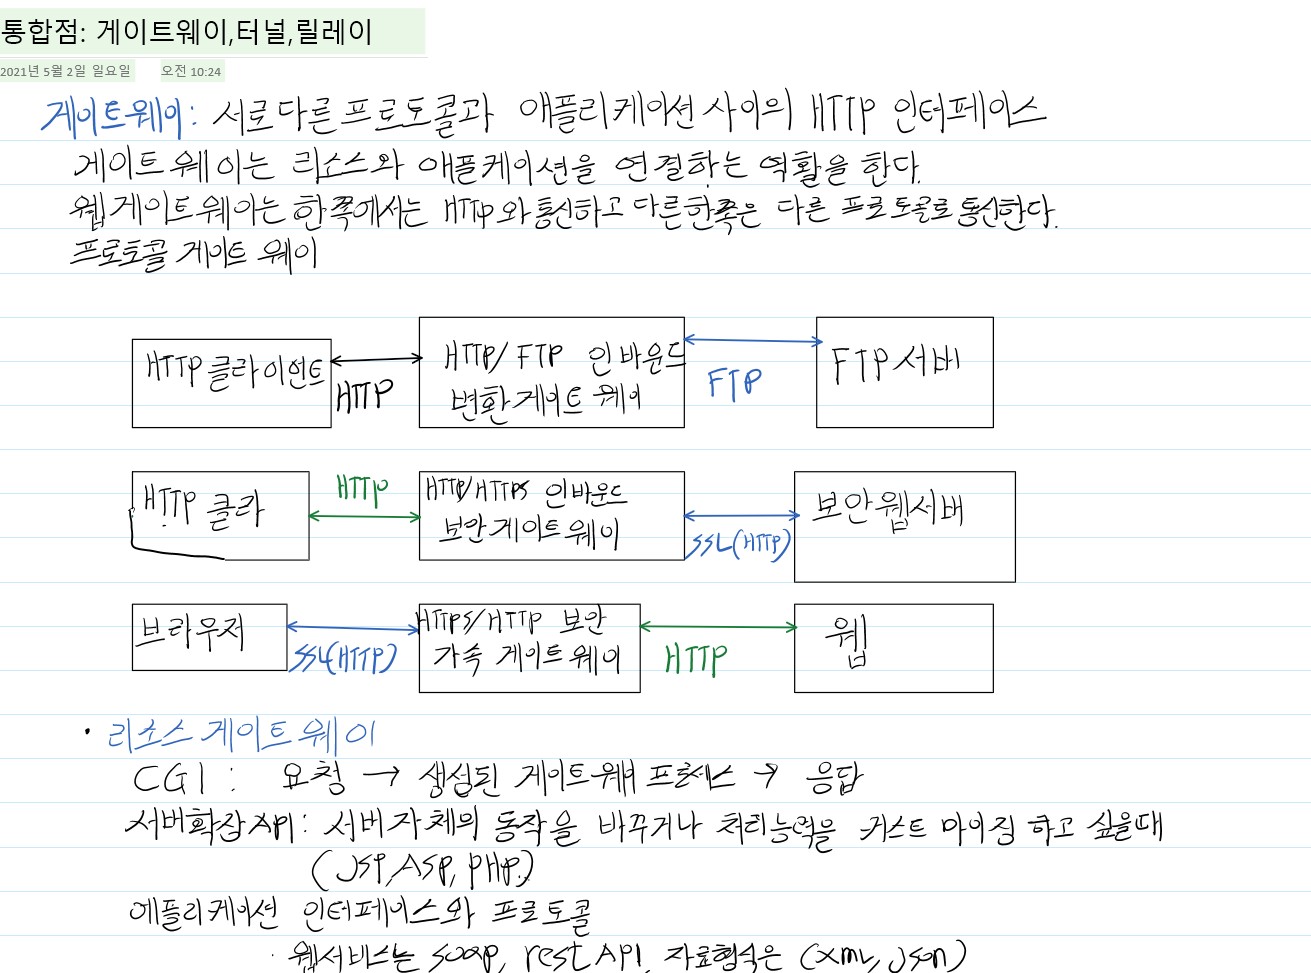 통합점: 게이트웨이,터널,릴레이
2021년 5월 2일 일요일 오전 10:24
게이트웨이: 서로다른 프로토콜과 애플리케이션 사이의 HTTP 인터페이스
게이트 웨이는 리소스와 애플케이션을 연결하는 역활을 한다.
웹게이트웨이는 한쪽에서는 HTTP와통신하고 다른한쪽은 다른 프로토콜로 통신한다.
프로토콜 게이트 웨이
HTTP 클라이언트
HTTP
HTTP/FTP 인바운드
변환게이트 웨이
FTP
FTP서버
HTTP 클라
HTTP
HTTP/HTTPS 인바운드
보안게이트웨이
SSL(HTTP)
보안웹서버
브라우저
SSL(HTTP)
HTTPS/HTTP 보안
가속 게이트웨이
HTTP
웹
· 리소스 게이트웨이
CGI : 요청 → 생성된 게이트웨이 프로세스 → 응답
서버확장API: 서버자체의 동작을 바꾸거나 처리능력을 커스트 마이징 하고 싶을때
(JSP,ASP,PHP.)
에플리케이션 인터페이스와 프로토콜
· 웹서비스는 soap, rest API, 자료형식은 (xml, json)